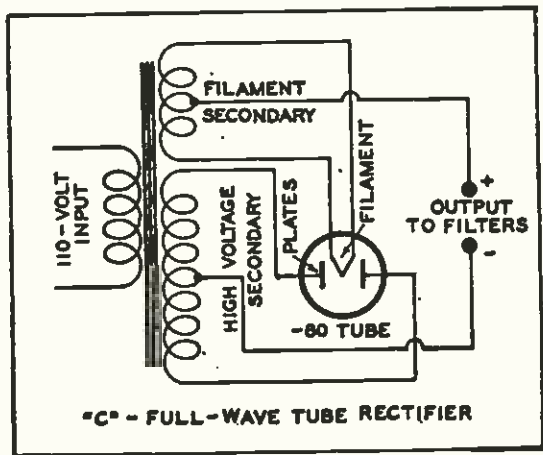 FILAMENT
SECONDARY
110-VOLT
INPUT
HIGH VOLTAGE
SECONDARY
PLATES
FILAMENT
+
OUTPUT
TO FILTERS
-
-80 TUBE
"C" - FULL-WAVE TUBE RECTIFIER